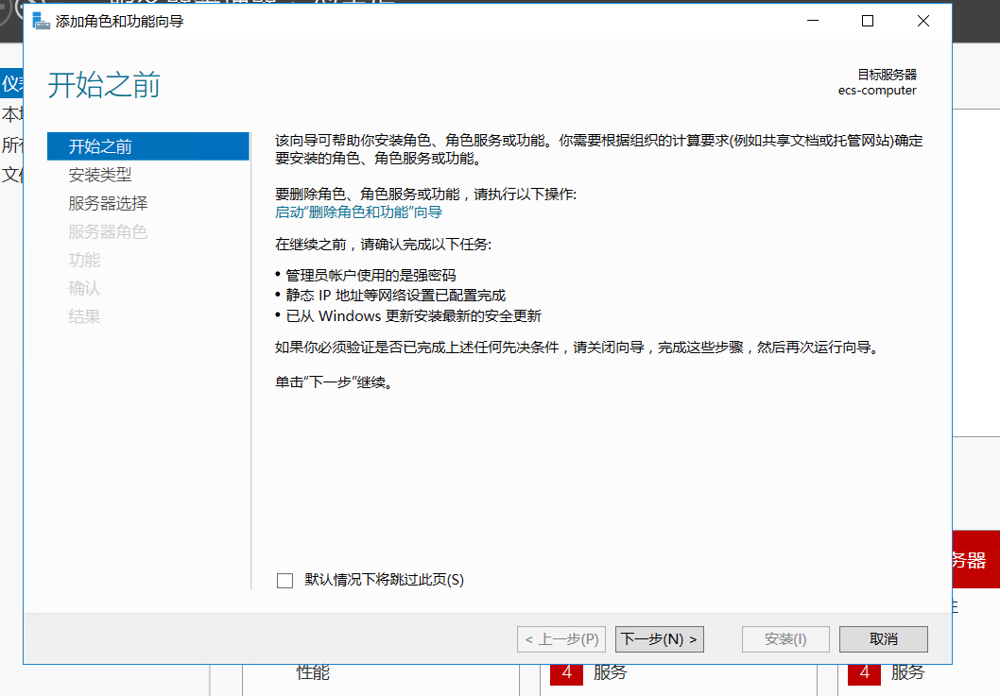 添加角色和功能向导
开始之前
目标服务器
ecs-computer
开始之前
安装类型
服务器选择
服务器角色
功能
确认
结果
该向导可帮助你安装角色、角色服务或功能。你需要根据组织的计算要求(例如共享文档或托管网站)确定
要安装的角色、角色服务或功能。
要删除角色、角色服务或功能，请执行以下操作:
启动“删除角色和功能”向导
在继续之前，请确认完成以下任务:
• 管理员帐户使用的是强密码
• 静态 IP 地址等网络设置已配置完成
• 已从 Windows 更新安装最新的安全更新
如果你必须验证是否已完成上述任何先决条件，请关闭向导，完成这些步骤，然后再次运行向导。
单击“下一步”继续。
默认情况下将跳过此页(S)
< 上一步(P) 下一步(N) > 安装(I) 取消
务器
性能 4 服务 4 服务